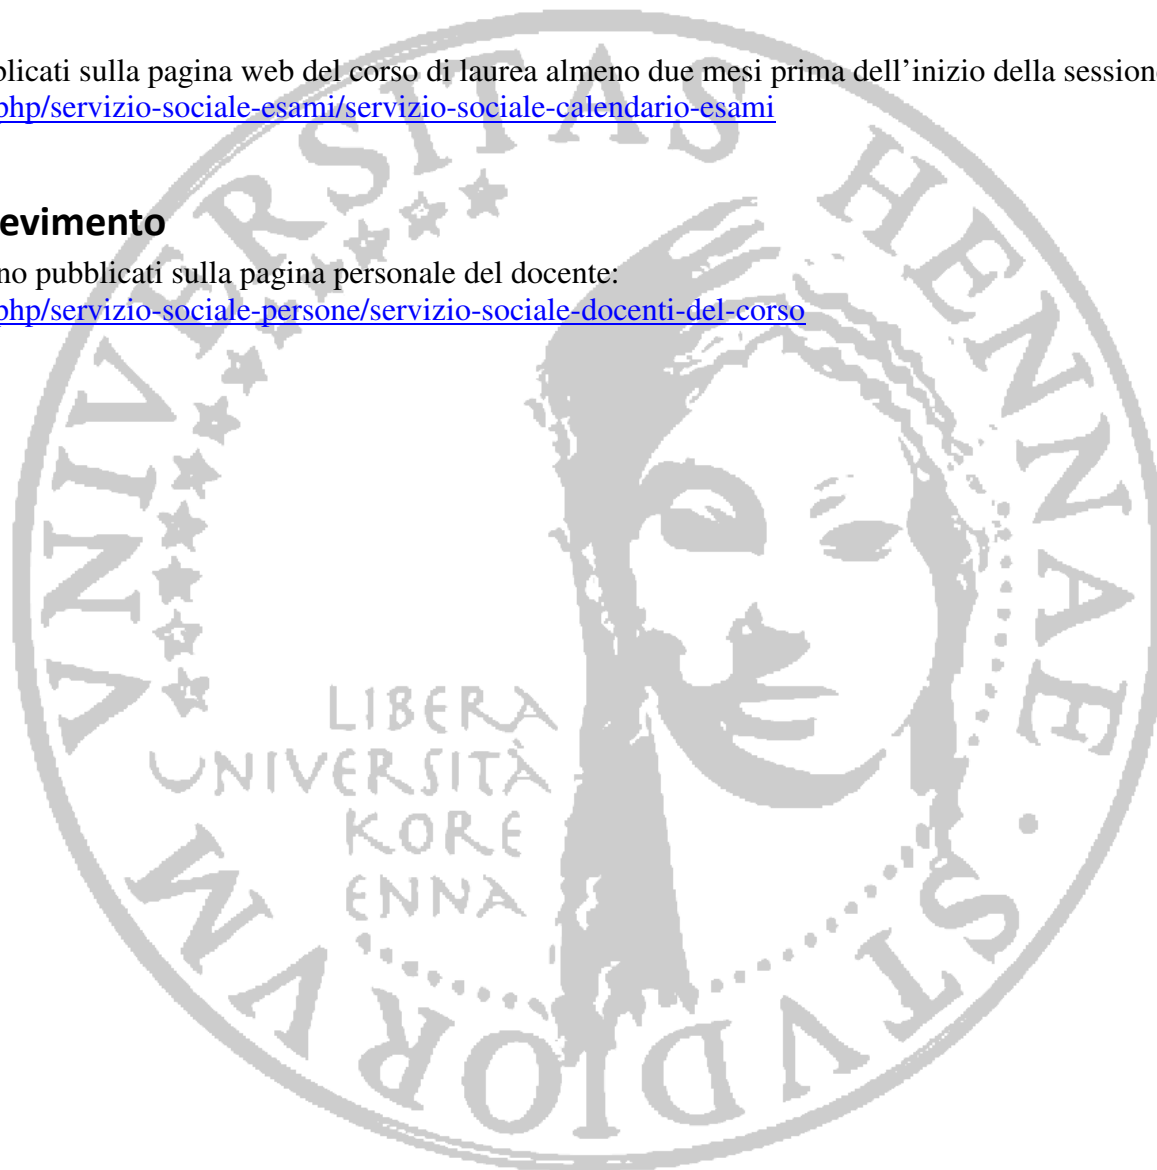 blicati sulla pagina web del corso di laurea almeno due mesi prima dell’inizio della session
php/servizio-sociale-esami/servizio-sociale-calendario-esami
evimento
no pubblicati sulla pagina personale del docente:
php/servizio-sociale-persone/servizio-sociale-docenti-del-corso
VNIVERSITAS HENNAE · STVDIORVM
LIBERA
UNIVERSITÀ
KORE
ENNA